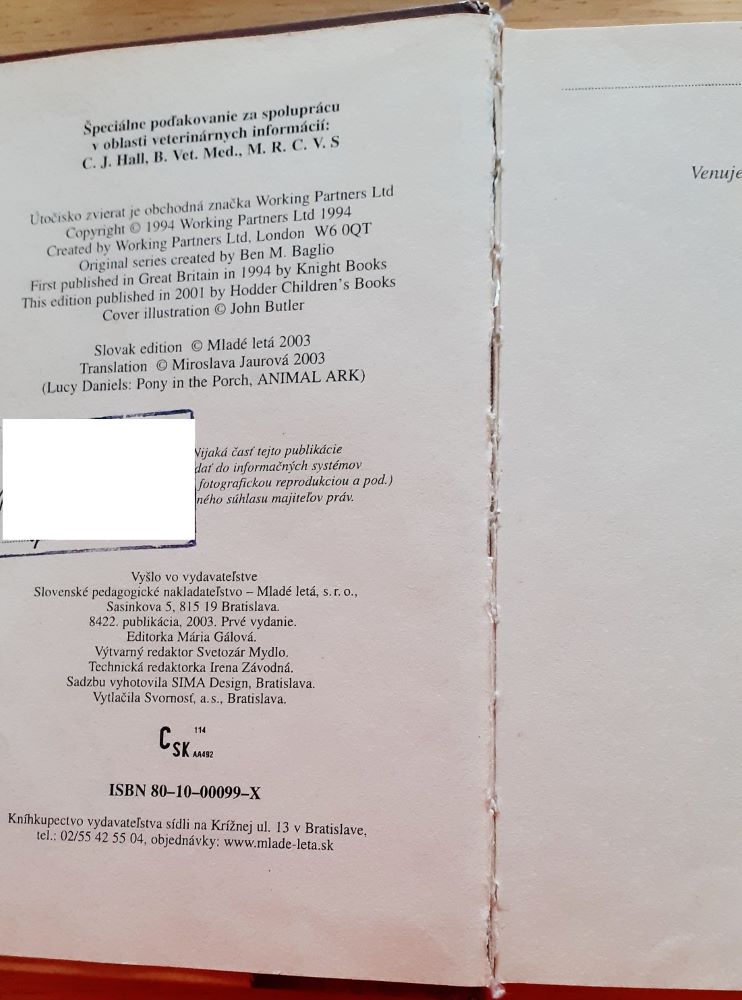 Špeciálne poďakovanie za spoluprácu
v oblasti veterinárnych informácií:
C. J. Hall, B. Vet. Med., M. R. C. V. S
Útočisko zvierat je obchodná značka Working Partners Ltd
Copyright © 1994 Working Partners Ltd 1994
Created by Working Partners Ltd, London W6 0QT
Original series created by Ben M. Baglio
First published in Great Britain in 1994 by Knight Books
This edition published in 2001 by Hodder Children's Books
Cover illustration © John Butler
Slovak edition © Mladé letá 2003
Translation © Miroslava Jaurová 2003
(Lucy Daniels: Pony in the Porch, ANIMAL ARK)
Nijaká časť tejto publikácie
dať do informačných systémov
fotografickou reprodukciou a pod.)
ného súhlasu majiteľov práv.
Vyšlo vo vydavateľstve
Slovenské pedagogické nakladateľstvo – Mladé letá, s. r. o.,
Sasinkova 5, 815 19 Bratislava.
8422. publikácia, 2003. Prvé vydanie.
Editorka Mária Gálová.
Výtvarný redaktor Svetozár Mydlo.
Technická redaktorka Irena Závodná.
Sadzbu vyhotovila SIMA Design, Bratislava.
Vytlačila Svornosť, a.s., Bratislava.
C SK 114 AA492
ISBN 80–10–00099–X
Kníhkupectvo vydavateľstva sídli na Krížnej ul. 13 v Bratislave,
tel.: 02/55 42 55 04, objednávky: www.mlade-leta.sk
Venuje